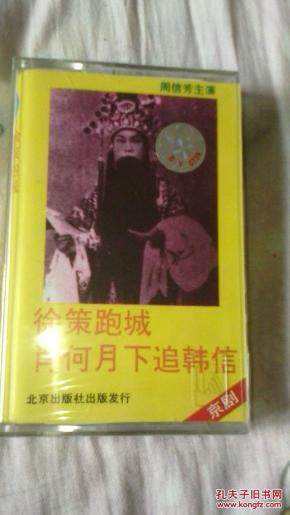 周信芳主演
徐策跑城
肖何月下追韩信
北京出版社出版发行
京剧
孔夫子旧书网